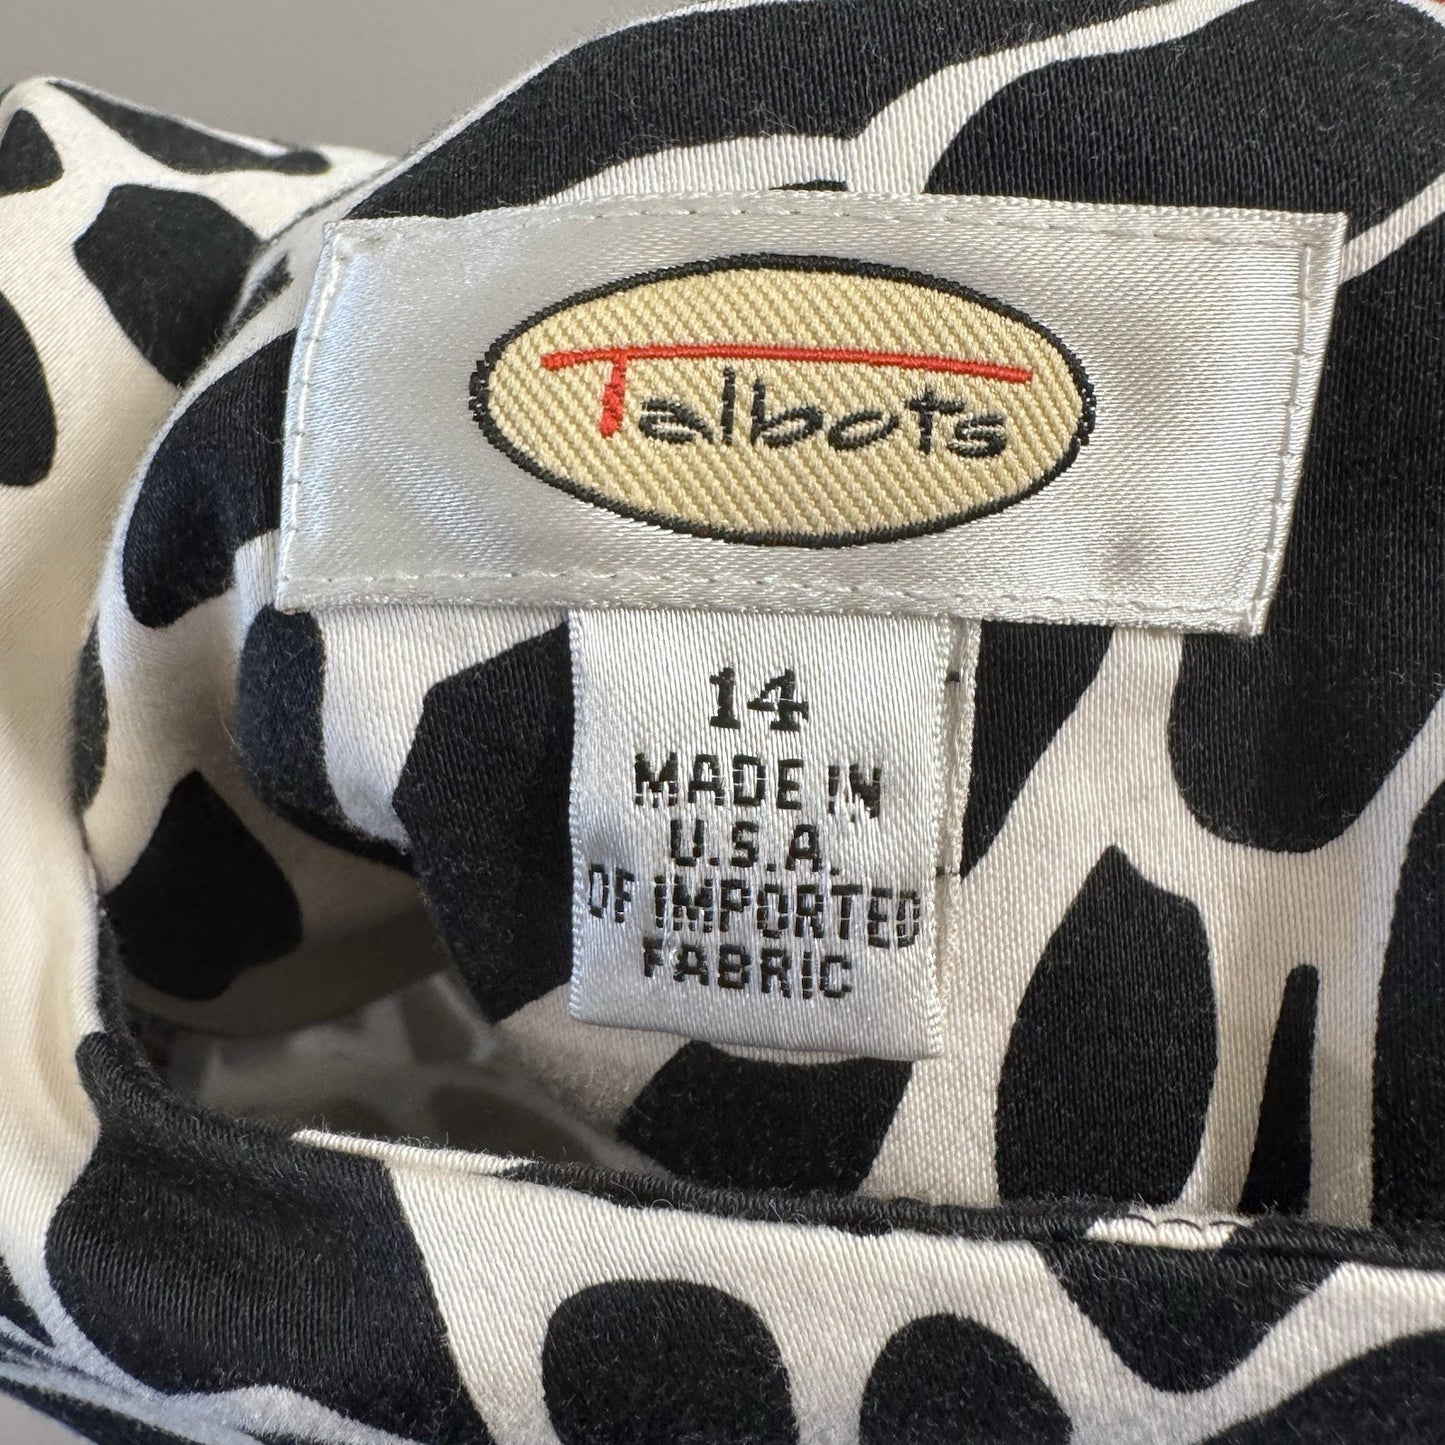 Talbots
14
MADE IN
U.S.A.
OF IMPORTED
FABRIC